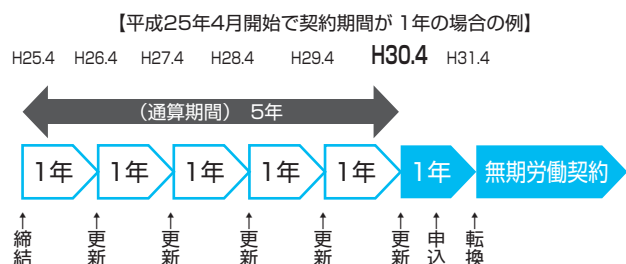 【平成25年4月開始で契約期間が 1年の場合の例】
H25.4 H26.4 H27.4 H28.4 H29.4 H30.4 H31.4
（通算期間） 5年
1年 1年 1年 1年 1年 1年 無期労働契約
↑締結 ↑更新 ↑更新 ↑更新 ↑更新 ↑更新 ↑申込 ↑転換